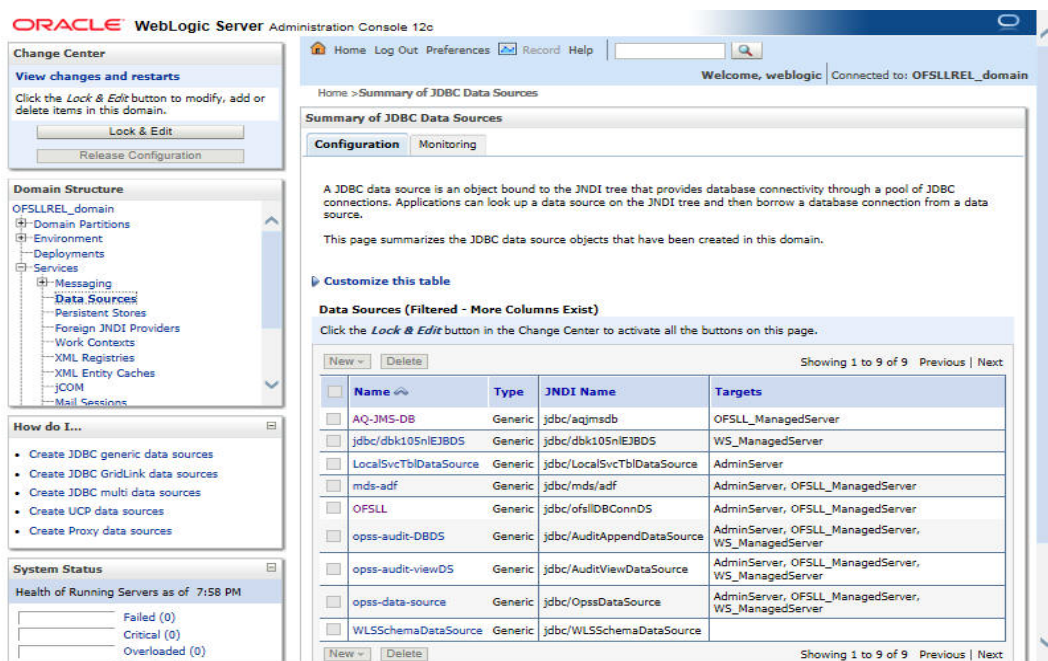 ORACLE WebLogic Server Administration Console 12c
Change Center
View changes and restarts
Click the Lock & Edit button to modify, add or
delete items in this domain.
Lock & Edit
Release Configuration
Domain Structure
OFSLLREL_domain
Domain Partitions
Environment
Deployments
Services
Messaging
Data Sources
Persistent Stores
Foreign JNDI Providers
Work Contexts
XML Registries
XML Entity Caches
jCOM
Mail Sessions
How do I...
Create JDBC generic data sources
Create JDBC GridLink data sources
Create JDBC multi data sources
Create UCP data sources
Create Proxy data sources
System Status
Health of Running Servers as of 7:58 PM
Failed (0)
Critical (0)
Overloaded (0)
Home Log Out Preferences Record Help
Welcome, weblogic Connected to: OFSLLREL_domain
Home >Summary of JDBC Data Sources
Summary of JDBC Data Sources
Configuration Monitoring
A JDBC data source is an object bound to the JNDI tree that provides database connectivity through a pool of JDBC
connections. Applications can look up a data source on the JNDI tree and then borrow a database connection from a data
source.
This page summarizes the JDBC data source objects that have been created in this domain.
Customize this table
Data Sources (Filtered - More Columns Exist)
Click the Lock & Edit button in the Change Center to activate all the buttons on this page.
New Delete Showing 1 to 9 of 9 Previous | Next
Name Type JNDI Name Targets
AQ-JMS-DB Generic jdbc/aqjmsdb OFSLL_ManagedServer
jdbc/dbk105nlEJBDS Generic jdbc/dbk105nlEJBDS WS_ManagedServer
LocalSvcTblDataSource Generic jdbc/LocalSvcTblDataSource AdminServer
mds-adf Generic jdbc/mds/adf AdminServer, OFSLL_ManagedServer
OFSLL Generic jdbc/ofsllDBConnDS AdminServer, OFSLL_ManagedServer
opss-audit-DBDS Generic jdbc/AuditAppendDataSource AdminServer, OFSLL_ManagedServer,
WS_ManagedServer
opss-audit-viewDS Generic jdbc/AuditViewDataSource AdminServer, OFSLL_ManagedServer,
WS_ManagedServer
opss-data-source Generic jdbc/OpssDataSource AdminServer, OFSLL_ManagedServer,
WS_ManagedServer
WLSSchemaDataSource Generic jdbc/WLSSchemaDataSource
New Delete Showing 1 to 9 of 9 Previous | Next